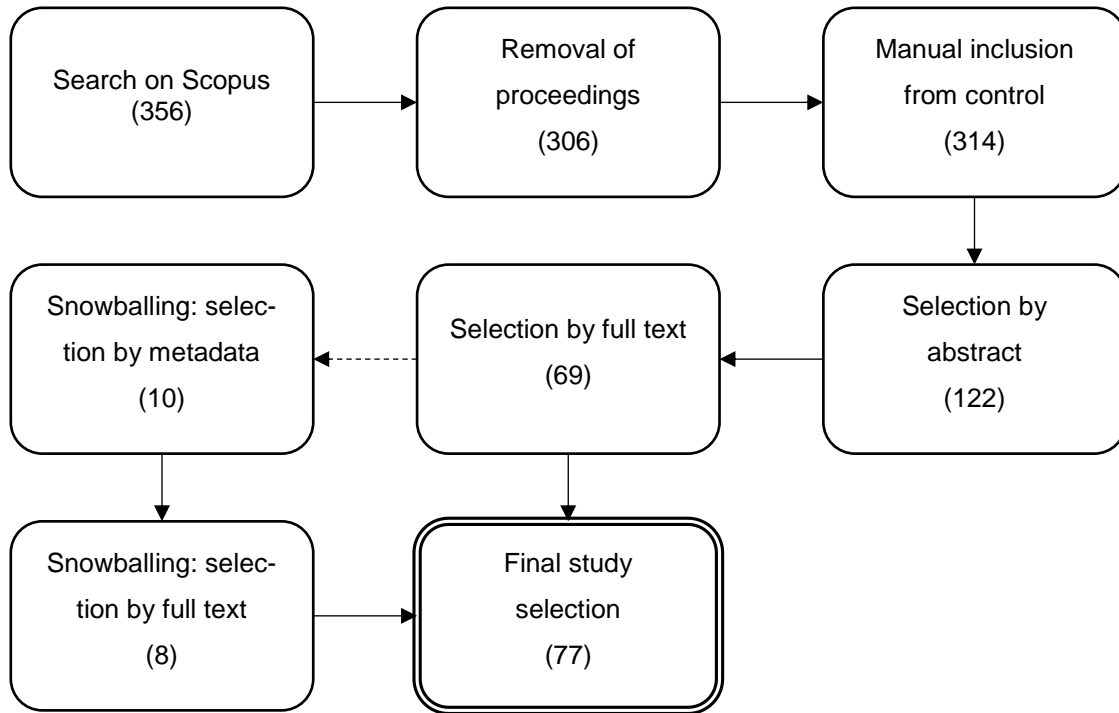 Search on Scopus
(356)
Removal of
proceedings
(306)
Manual inclusion
from control
(314)
Snowballing: selec-
tion by metadata
(10)
Selection by full text
(69)
Selection by
abstract
(122)
Snowballing: selec-
tion by full text
(8)
Final study
selection
(77)